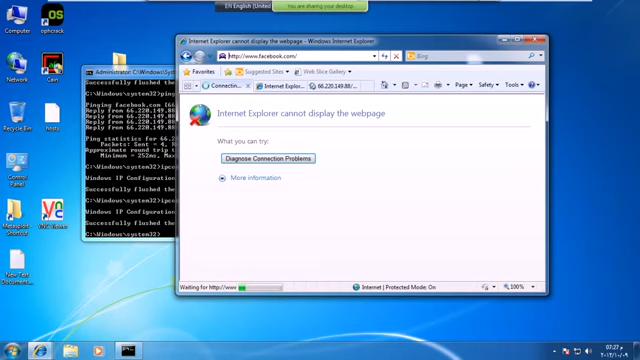 EN English (United
You are sharing your desktop
Computer
ophcrack
Network
Cain
Recycle Bin
hosts
Control
Panel
Metasploit
Shortcut
VNC Viewer
New Text
Document...
Administrator: C:\Windows\Syst
Successfully flushed the
C:\Windows\system32>ping
Pinging facebook.com [6
Reply from 66.220.149.88
Reply from 66.220.149.88
Reply from 66.220.149.88
Reply from 66.220.149.88
Ping statistics for 66.2
Packets: Sent = 4,
Approximate round trip
Minimum = 252ms, Max
C:\Windows\system32>ipco
Windows IP Configuration
Successfully flushed the
C:\Windows\system32>ipco
Windows IP Configuration
Successfully flushed the
C:\Windows\system32>
Internet Explorer cannot display the webpage - Windows Internet Explorer
http://www.facebook.com/
Bing
Favorites
Suggested Sites
Web Slice Gallery
Connecting...
Internet Explor...
66.220.149.88/...
Page
Safety
Tools
Internet Explorer cannot display the webpage
What you can try:
Diagnose Connection Problems
More information
Waiting for http://www
Internet | Protected Mode: On
100%
07:27 م
٢٠١٢/١٠/٠٩